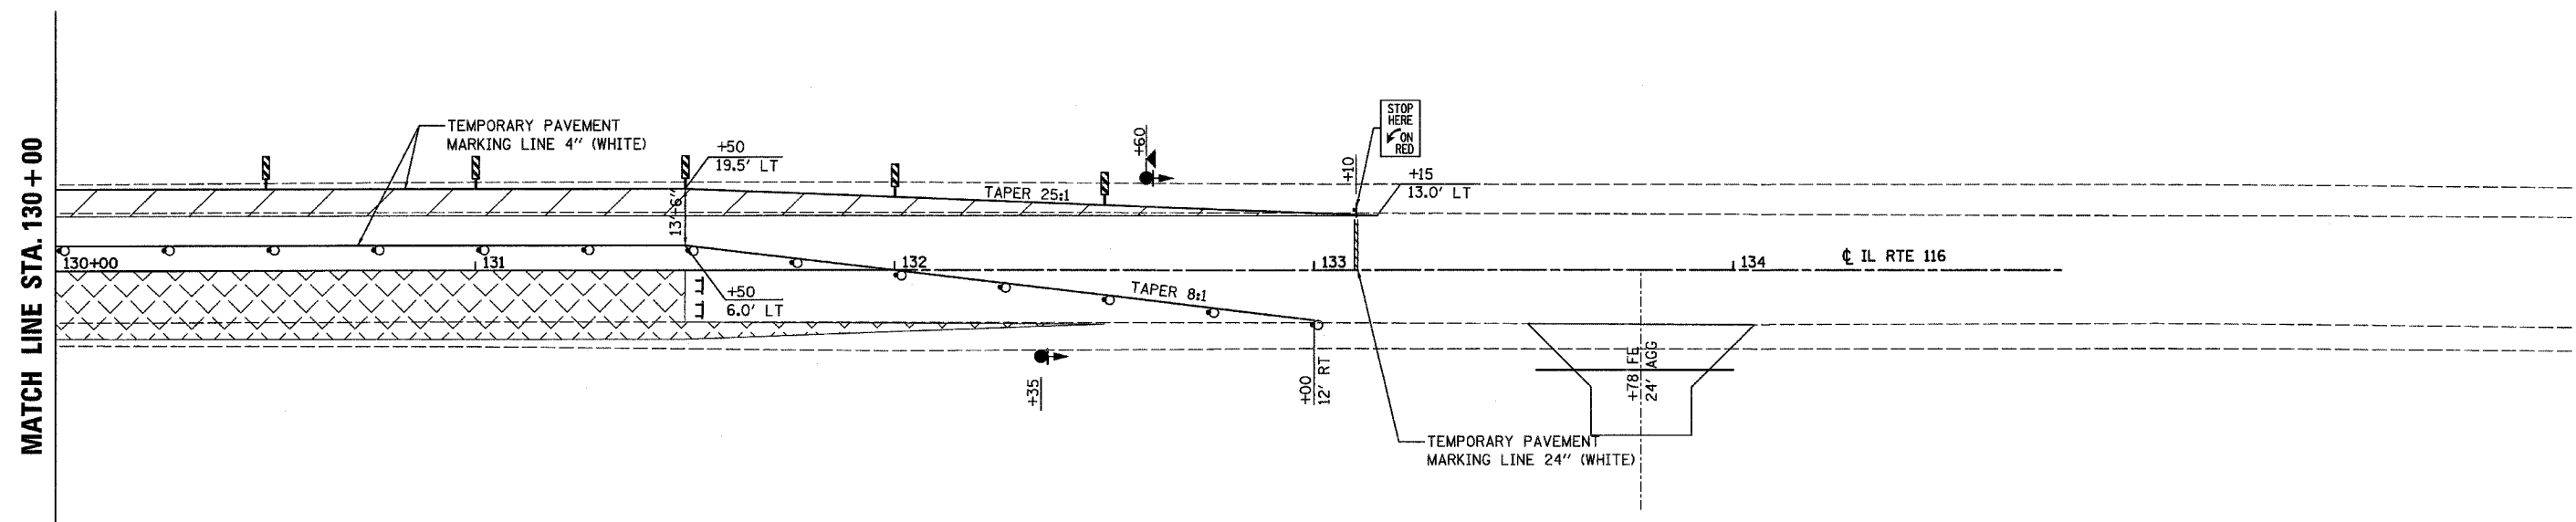 MATCH LINE STA. 130+00
TEMPORARY PAVEMENT
MARKING LINE 4" (WHITE)
+50
19.5' LT
+60
STOP
HERE
ON
RED
+10
+15
13.0' LT
TAPER 25:1
13'-6"
130+00
131
132
133
134
℄ IL RTE 116
+50
6.0' LT
TAPER 8:1
+35
+00
12' RT
+78 FE
24' AGG
TEMPORARY PAVEMENT
MARKING LINE 24" (WHITE)